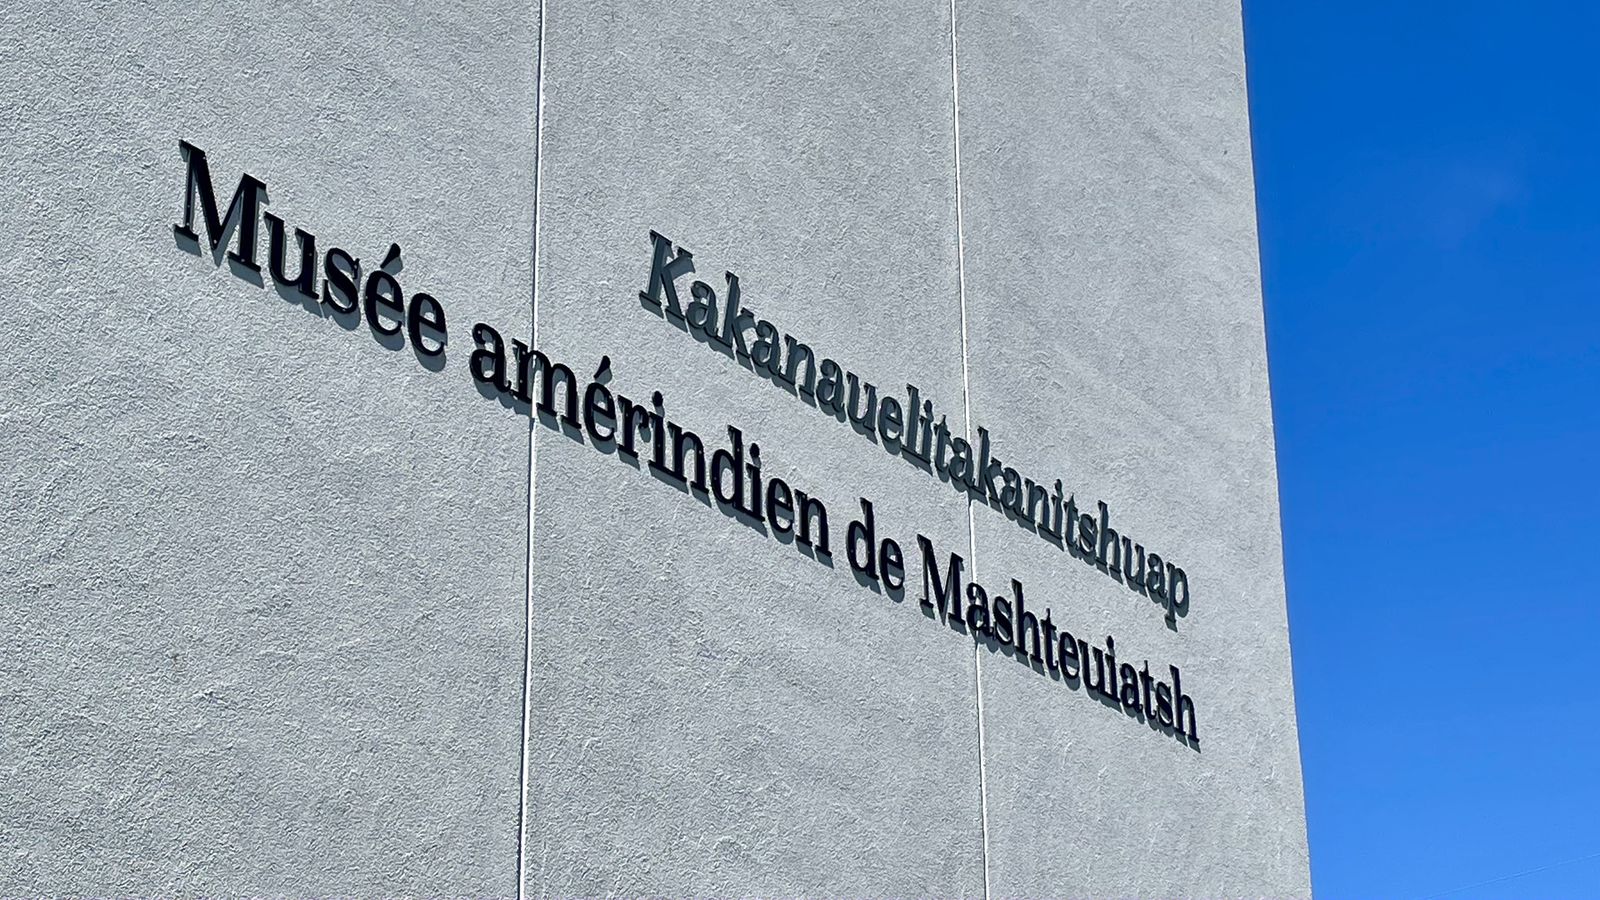 Kakanauelitakanitshuap
Musée amérindien de Mashteuiatsh